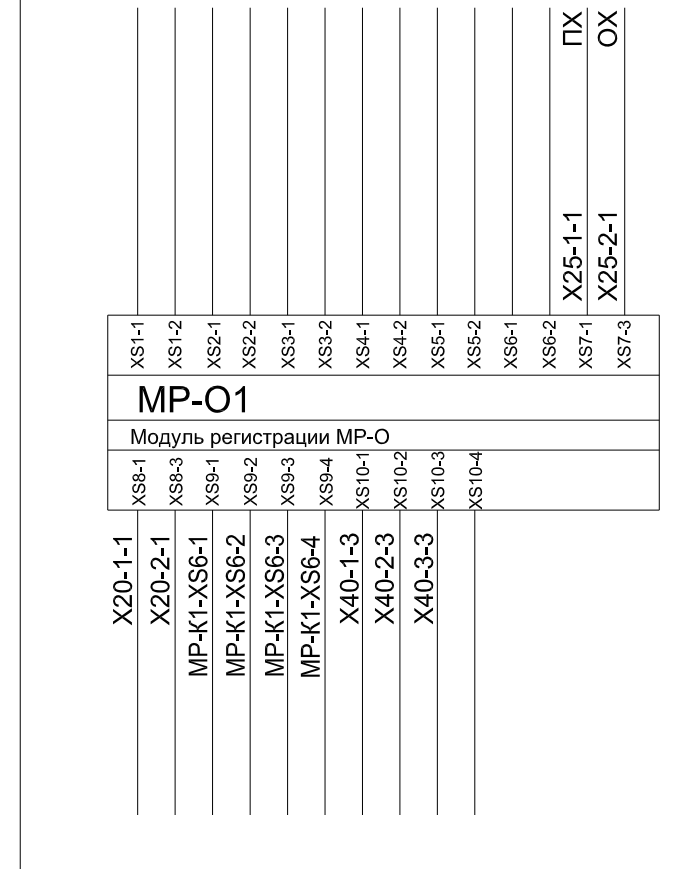 ПХ
ОХ
X25-1-1
X25-2-1
XS1-1
XS1-2
XS2-1
XS2-2
XS3-1
XS3-2
XS4-1
XS4-2
XS5-1
XS5-2
XS6-1
XS6-2
XS7-1
XS7-3
МР-О1
Модуль регистрации МР-О
XS8-1
XS8-3
XS9-1
XS9-2
XS9-3
XS9-4
XS10-1
XS10-2
XS10-3
XS10-4
X20-1-1
X20-2-1
МР-К1-XS6-1
МР-К1-XS6-2
МР-К1-XS6-3
МР-К1-XS6-4
X40-1-3
X40-2-3
X40-3-3